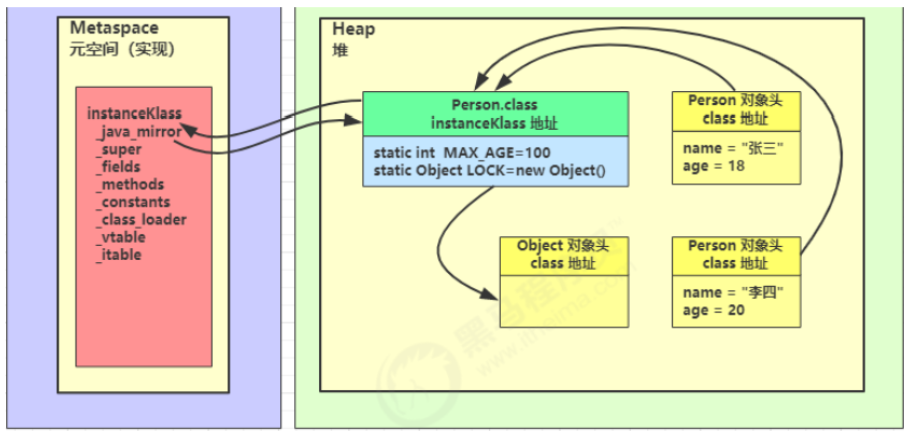 Metaspace
元空间（实现）
instanceKlass
_java_mirror
_super
_fields
_methods
_constants
_class_loader
_vtable
_itable
Heap
堆
Person.class
instanceKlass 地址
static int MAX_AGE=100
static Object LOCK=new Object()
Person 对象头
class 地址
name = "张三"
age = 18
Object 对象头
class 地址
Person 对象头
class 地址
name = "李四"
age = 20
黑马程序员
www.itheima.com